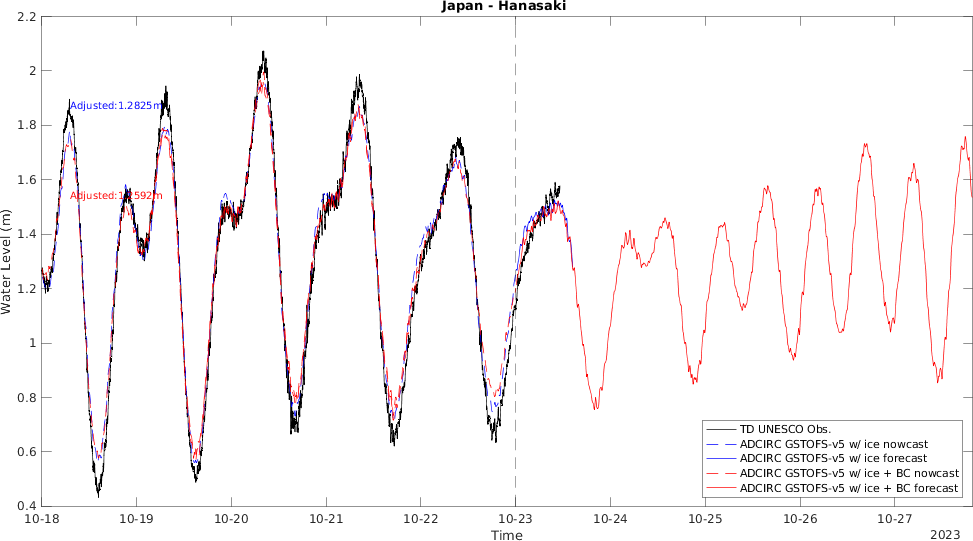 Japan - Hanasaki
2.2
2
1.8
1.6
1.4
1.2
1
0.8
0.6
0.4
Water Level (m)
Adjusted:1.2825m
Adjusted:1.2592m
TD UNESCO Obs.
ADCIRC GSTOFS-v5 w/ ice nowcast
ADCIRC GSTOFS-v5 w/ ice forecast
ADCIRC GSTOFS-v5 w/ ice + BC nowcast
ADCIRC GSTOFS-v5 w/ ice + BC forecast
10-18 10-19 10-20 10-21 10-22 10-23 10-24 10-25 10-26 10-27
Time
2023